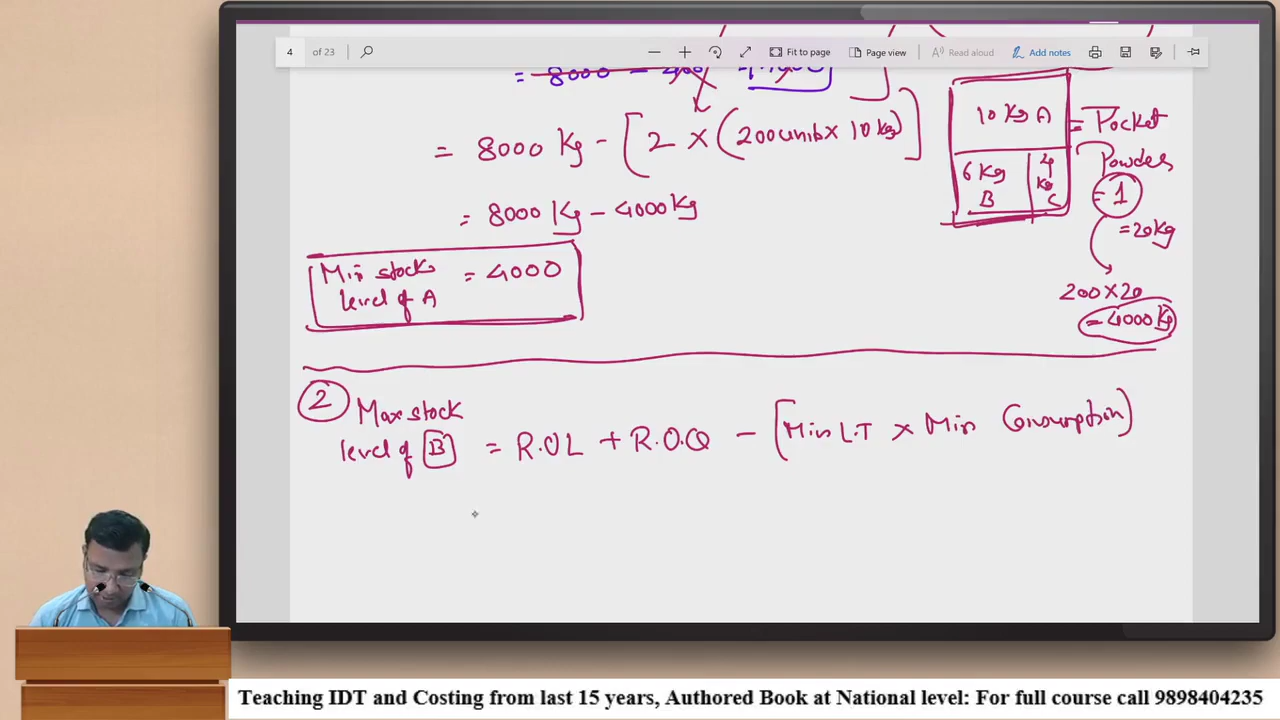 4 of 23
Fit to page
Page view
Read aloud
Add notes
= 8000 - 400
= 8000 Kg - [2 × (200 units × 10 kg)]
= 8000 Kg - 4000 Kg
Min stock
level of A = 4000
10 Kg A
6 Kg
B
4
kg
C
= Pocket
Powder
= 1
= 20 Kg
200 × 20
= 4000 Kg
2
Max stock
level of B = R.O.L + R.O.Q - [Min L.T × Min Consumption)
Teaching IDT and Costing from last 15 years, Authored Book at National level: For full course call 9898404235